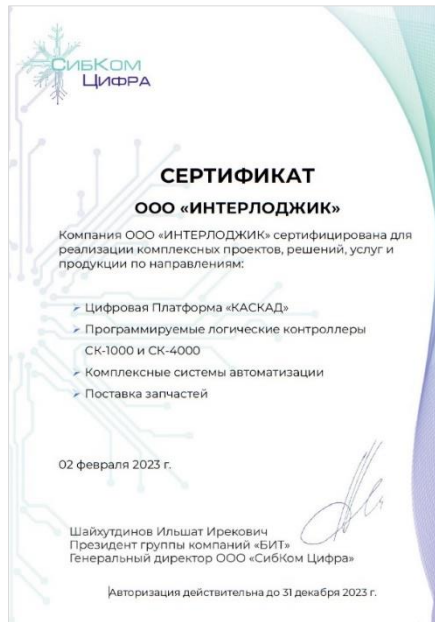 СибКом
Цифра
СЕРТИФИКАТ
ООО «ИНТЕРЛОДЖИК»
Компания ООО «ИНТЕРЛОДЖИК» сертифицирована для
реализации комплексных проектов, решений, услуг и
продукции по направлениям:
Цифровая Платформа «КАСКАД»
Программируемые логические контроллеры
СК-1000 и СК-4000
Комплексные системы автоматизации
Поставка запчастей
02 февраля 2023 г.
Шайхутдинов Ильшат Ирекович
Президент группы компаний «БИТ»
Генеральный директор ООО «СибКом Цифра»
Авторизация действительна до 31 декабря 2023 г.